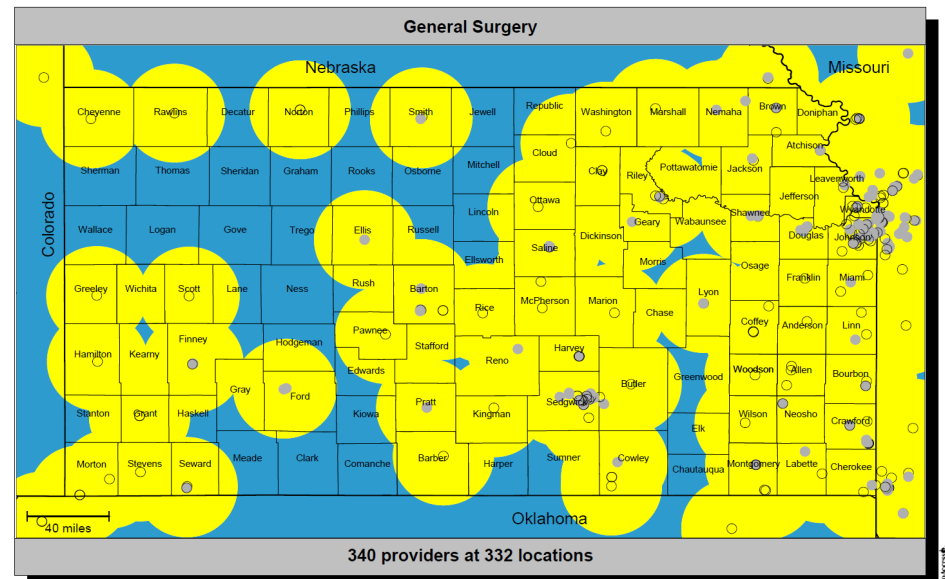 General Surgery
Nebraska
Missouri
Cheyenne Rawlins Decatur Norton Phillips Smith Jewell Republic Washington Marshall Nemaha Brown Doniphan
Atchison
Cloud
Sherman Thomas Sheridan Graham Rooks Osborne Mitchell Clay Riley Pottawatomie Jackson
Leavenworth
Jefferson
Ottawa
Colorado
Wallace Logan Gove Trego Ellis Russell Lincoln Dickinson Geary Wabaunsee Shawnee Douglas Johnson Wyandotte
Saline
Ellsworth Morris Osage
Greeley Wichita Scott Lane Ness Rush Barton Rice McPherson Marion Chase Lyon Franklin Miami
Coffey Anderson Linn
Hamilton Kearny Finney Hodgeman Pawnee Stafford Reno Harvey
Edwards
Gray Ford Butler Greenwood Woodson Allen Bourbon
Stanton Grant Haskell Kiowa Pratt Kingman Sedgwick Elk Wilson Neosho Crawford
Morton Stevens Seward Meade Clark Comanche Barber Harper Sumner Cowley Chautauqua Montgomery Labette Cherokee
40 miles
Oklahoma
340 providers at 332 locations